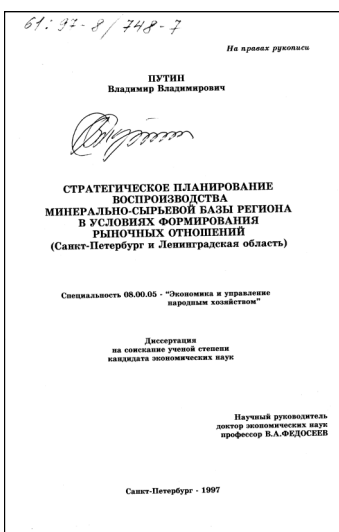 61: 97-8/748-7
На правах рукописи
ПУТИН
Владимир Владимирович
СТРАТЕГИЧЕСКОЕ ПЛАНИРОВАНИЕ
ВОСПРОИЗВОДСТВА
МИНЕРАЛЬНО-СЫРЬЕВОЙ БАЗЫ РЕГИОНА
В УСЛОВИЯХ ФОРМИРОВАНИЯ
РЫНОЧНЫХ ОТНОШЕНИЙ
(Санкт-Петербург и Ленинградская область)
Специальность 08.00.05 - "Экономика и управление
народным хозяйством"
Диссертация
на соискание ученой степени
кандидата экономических наук
Научный руководитель
доктор экономических наук
профессор В.А.ФЕДОСЕЕВ
Санкт-Петербург - 1997